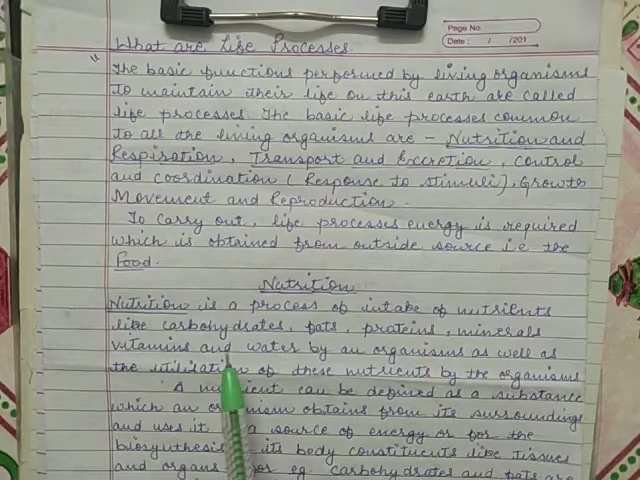 Page No.
Date : / /201
What are Life Processes
" The basic functions performed by living organisms
to maintain their life on this earth are called
life processes. The basic life processes common
to all the living organisms are - Nutrition and
Respiration, Transport and Excretion, Control
and coordination (Response to stimuli), Growth
Movement and Reproduction.
To carry out, life processes energy is required
which is obtained from outside source i.e. the
Food.
Nutrition
Nutrition is a process of intake of nutrients
like carbohydrates, fats, proteins, minerals
vitamins and water by an organisms as well as
the utilisation of these nutrients by the organisms
A nutrient can be defined as a substance
which an organism obtains from its surroundings
and uses it a source of energy or for the
biosynthesis its body constituents like tissues
and organs. For eg. carbohydrates and fats are